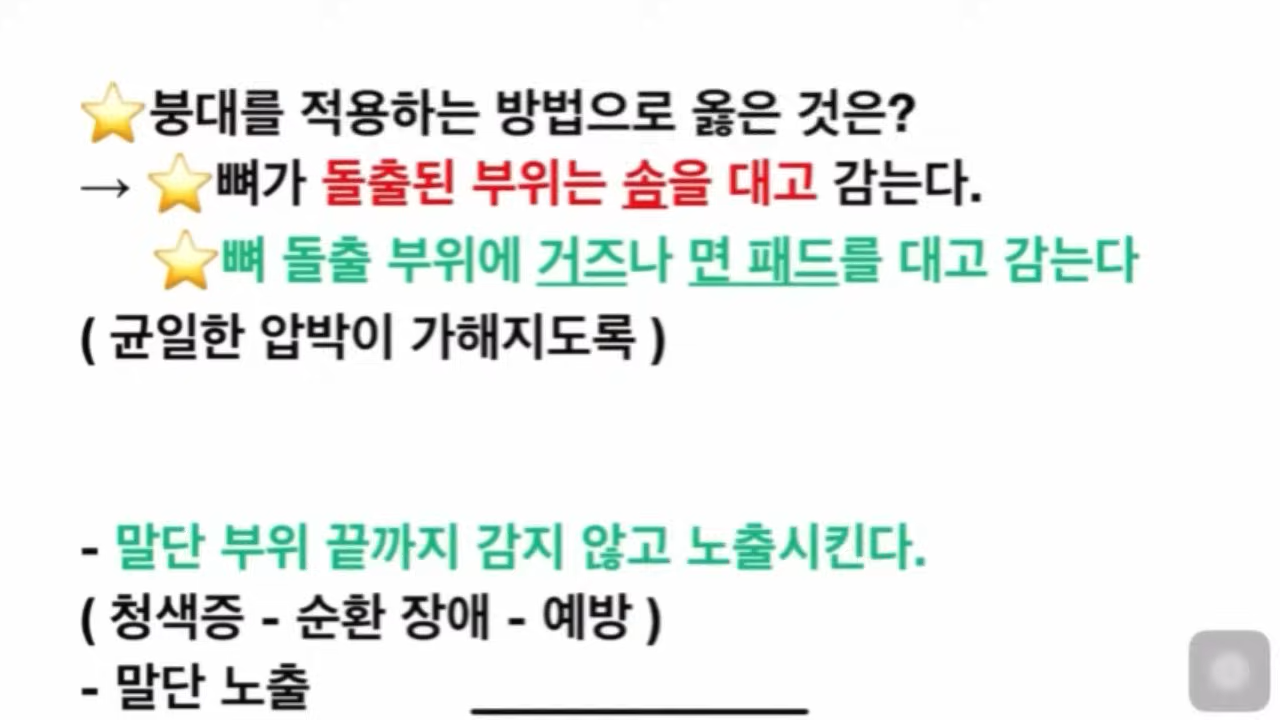 ⭐붕대를 적용하는 방법으로 옳은 것은?
→ ⭐뼈가 돌출된 부위는 솜을 대고 감는다.
⭐뼈 돌출 부위에 거즈나 면 패드를 대고 감는다
( 균일한 압박이 가해지도록 )
- 말단 부위 끝까지 감지 않고 노출시킨다.
( 청색증 - 순환 장애 - 예방 )
- 말단 노출